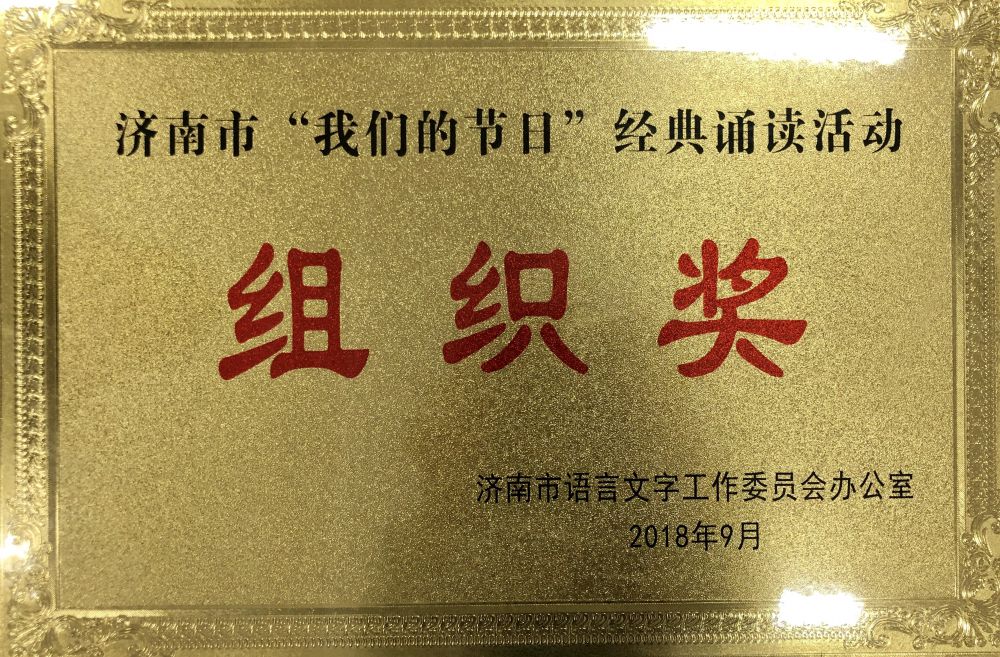 济南市“我们的节日”经典诵读活动
组织奖
济南市语言文字工作委员会办公室
2018年9月